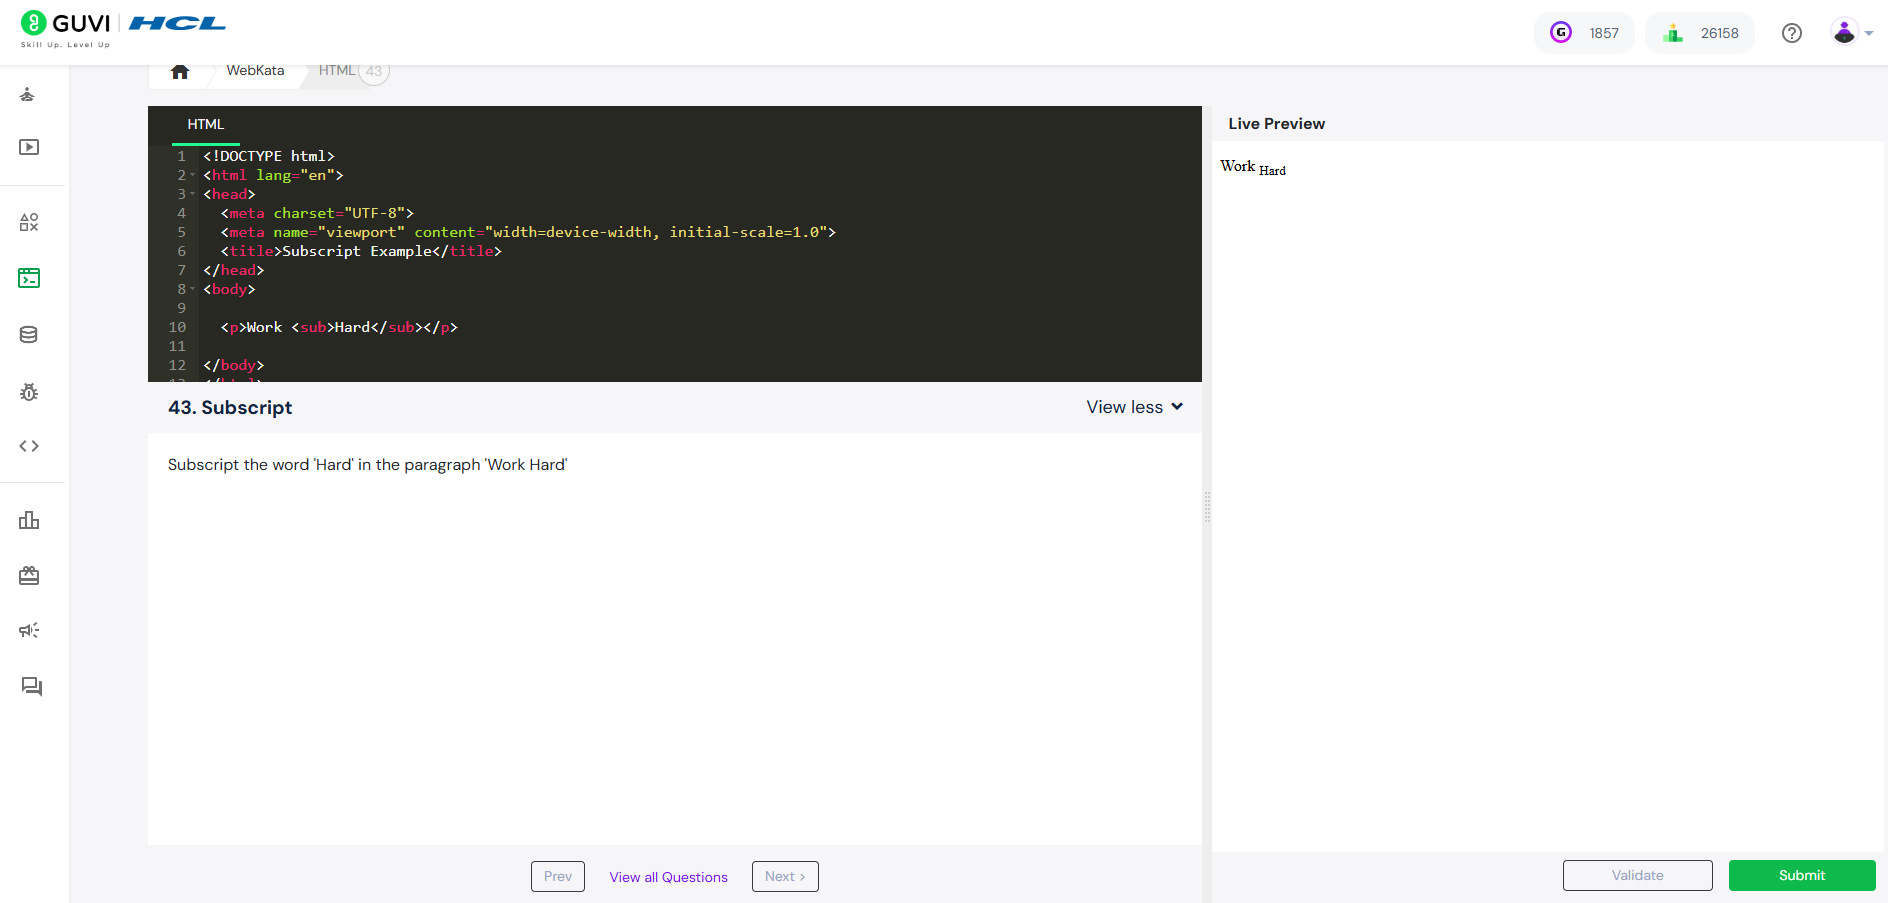 GUVI | HCL
Skill Up. Level Up
1857
26158
WebKata
HTML 43
HTML
1 <!DOCTYPE html>
2 <html lang="en">
3 <head>
4 <meta charset="UTF-8">
5 <meta name="viewport" content="width=device-width, initial-scale=1.0">
6 <title>Subscript Example</title>
7 </head>
8 <body>
9
10 <p>Work <sub>Hard</sub></p>
11
12 </body>
13 </html>
43. Subscript
View less
Subscript the word 'Hard' in the paragraph 'Work Hard'
Prev
View all Questions
Next >
Live Preview
Work Hard
Validate
Submit